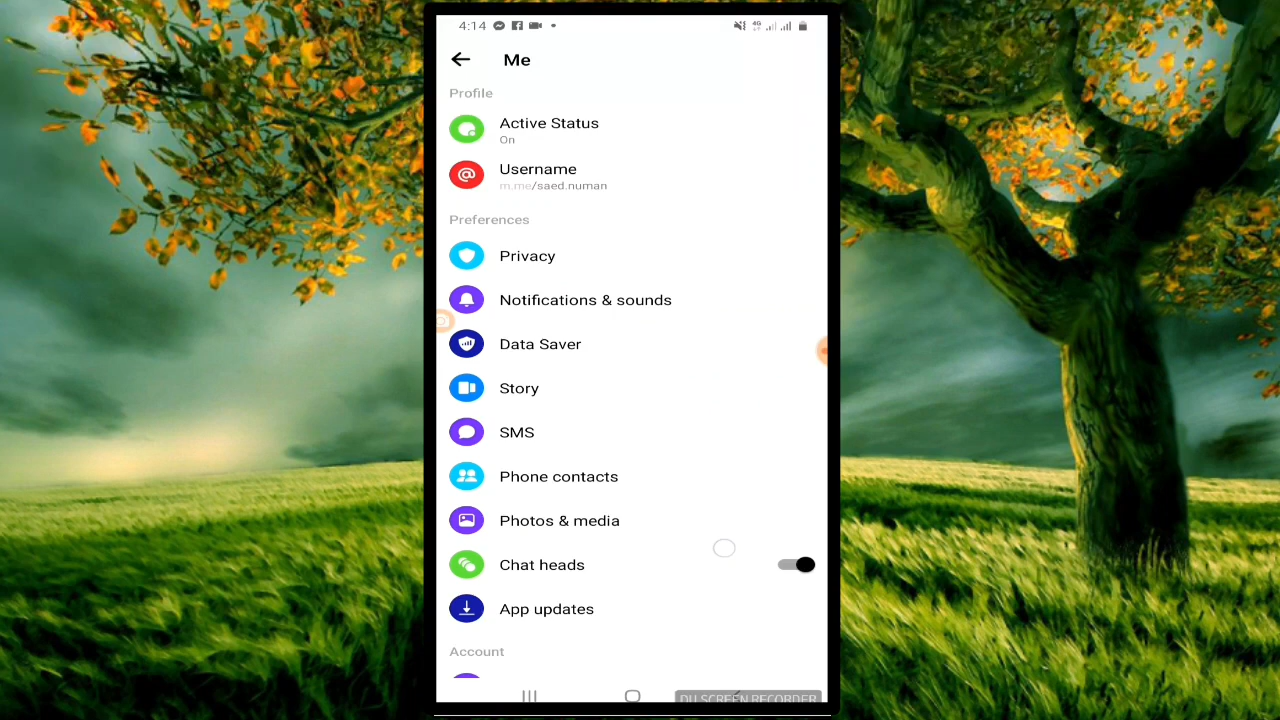 4:14
4G
Me
Profile
Active Status
On
Username
m.me/saed.numan
Preferences
Privacy
Notifications & sounds
Data Saver
Story
SMS
Phone contacts
Photos & media
Chat heads
App updates
Account
DU SCREEN RECORDER